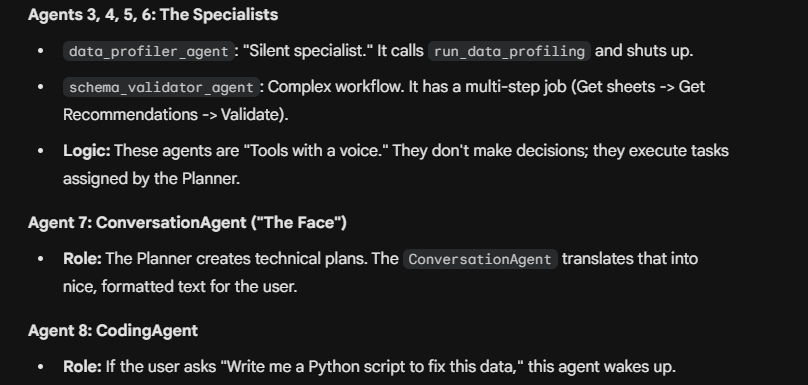 Agents 3, 4, 5, 6: The Specialists
• data_profiler_agent: "Silent specialist." It calls run_data_profiling and shuts up.
• schema_validator_agent: Complex workflow. It has a multi-step job (Get sheets -> Get
Recommendations -> Validate).
• Logic: These agents are "Tools with a voice." They don't make decisions; they execute tasks
assigned by the Planner.
Agent 7: ConversationAgent ("The Face")
• Role: The Planner creates technical plans. The ConversationAgent translates that into
nice, formatted text for the user.
Agent 8: CodingAgent
• Role: If the user asks "Write me a Python script to fix this data," this agent wakes up.